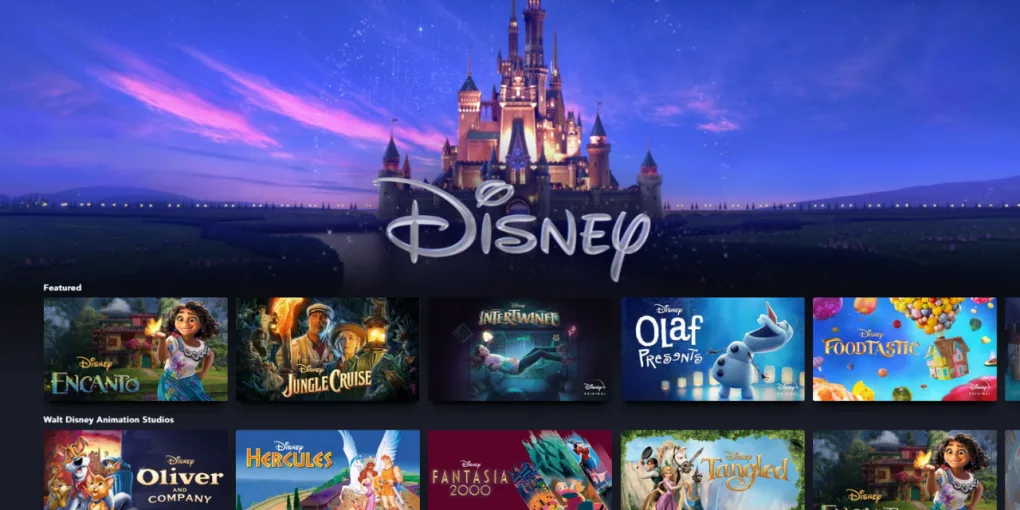 Disney
Featured
Disney
ENCANTO
Disney
JUNGLE CRUISE
Disney
INTERTWINED
Disney+
ORIGINAL
Disney
OLAF
PRESENTS
Disney+
ORIGINAL
Disney
FOODTASTIC
Disney+
ORIGINAL
Walt Disney Animation Studios
Disney
Oliver
AND
COMPANY
Disney
HERCULES
Disney
FANTASIA
2000
Disney
Tangled
Disney
ENCANTO